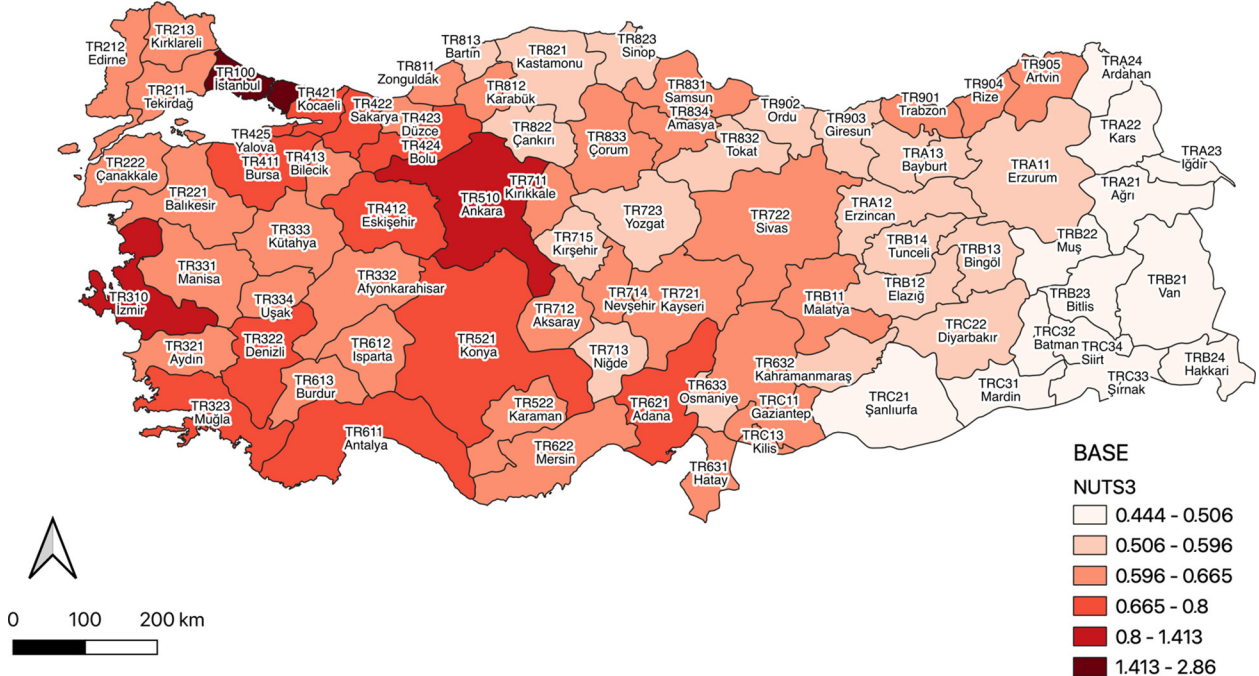 TR213
Kırklareli
TR212
Edirne
TR211
Tekirdağ
TR100
İstanbul
TR421
Kocaeli
TR422
Sakarya
TR423
Düzce
TR424
Bolu
TR811
Zonguldak
TR813
Bartın
TR812
Karabük
TR821
Kastamonu
TR823
Sinop
TR822
Çankırı
TR831
Samsun
TR834
Amasya
TR833
Çorum
TR832
Tokat
TR902
Ordu
TR903
Giresun
TR901
Trabzon
TR904
Rize
TR905
Artvin
TRA24
Ardahan
TRA22
Kars
TRA23
Iğdır
TRA21
Ağrı
TRA11
Erzurum
TRA13
Bayburt
TRA12
Erzincan
TR425
Yalova
TR411
Bursa
TR413
Bilecik
TR222
Çanakkale
TR221
Balıkesir
TR412
Eskişehir
TR510
Ankara
TR711
Kırıkkale
TR723
Yozgat
TR722
Sivas
TR715
Kırşehir
TR333
Kütahya
TR331
Manisa
TR310
İzmir
TR334
Uşak
TR332
Afyonkarahisar
TR712
Aksaray
TR714
Nevşehir
TR721
Kayseri
TRB11
Malatya
TRB14
Tunceli
TRB13
Bingöl
TRB12
Elazığ
TRB22
Muş
TRB21
Van
TRB23
Bitlis
TRC22
Diyarbakır
TRC32
Batman
TRC34
Siirt
TRC33
Şırnak
TRB24
Hakkari
TRC31
Mardin
TRC21
Şanlıurfa
TR321
Aydın
TR322
Denizli
TR612
Isparta
TR613
Burdur
TR323
Muğla
TR611
Antalya
TR521
Konya
TR522
Karaman
TR713
Niğde
TR622
Mersin
TR621
Adana
TR633
Osmaniye
TR632
Kahramanmaraş
TRC11
Gaziantep
TRC13
Kilis
TR631
Hatay
BASE
NUTS3
0.444 - 0.506
0.506 - 0.596
0.596 - 0.665
0.665 - 0.8
0.8 - 1.413
1.413 - 2.86
0 100 200 km